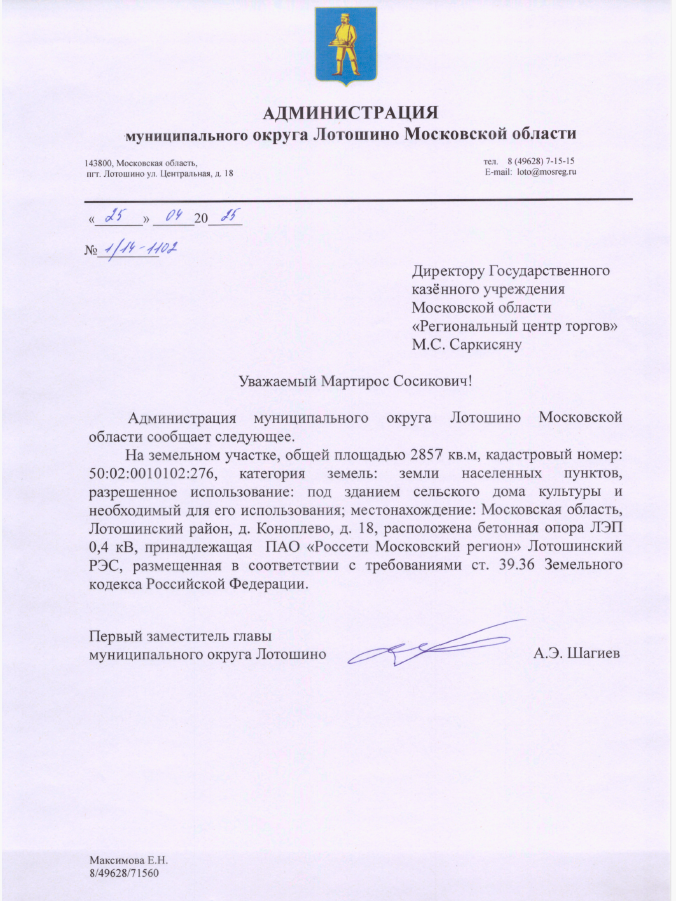 АДМИНИСТРАЦИЯ
муниципального округа Лотошино Московской области
143800, Московская область,
пгт. Лотошино ул. Центральная, д. 18
тел. 8 (49628) 7-15-15
E-mail: loto@mosreg.ru
«25» 04 2025
№ 1/14-1102
Директору Государственного
казённого учреждения
Московской области
«Региональный центр торгов»
М.С. Саркисяну
Уважаемый Мартирос Сосикович!
Администрация муниципального округа Лотошино Московской
области сообщает следующее.
На земельном участке, общей площадью 2857 кв.м, кадастровый номер:
50:02:0010102:276, категория земель: земли населенных пунктов,
разрешенное использование: под зданием сельского дома культуры и
необходимый для его использования; местонахождение: Московская область,
Лотошинский район, д. Коноплево, д. 18, расположена бетонная опора ЛЭП
0,4 кВ, принадлежащая ПАО «Россети Московский регион» Лотошинский
РЭС, размещенная в соответствии с требованиями ст. 39.36 Земельного
кодекса Российской Федерации.
Первый заместитель главы
муниципального округа Лотошино
А.Э. Шагиев
Максимова Е.Н.
8/49628/71560